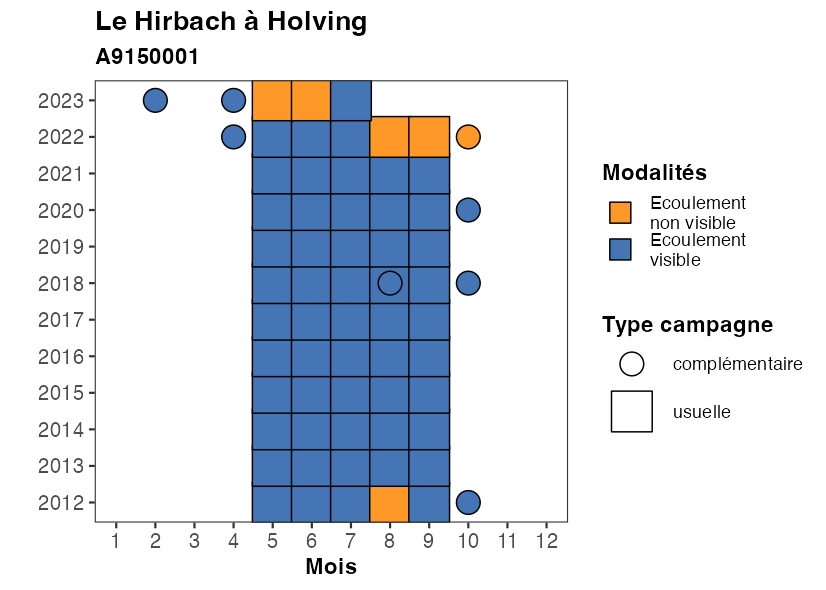 Le Hirbach à Holving
A9150001
2023
2022
2021
2020
2019
2018
2017
2016
2015
2014
2013
2012
1 2 3 4 5 6 7 8 9 10 11 12
Mois
Modalités
Ecoulement
non visible
Ecoulement
visible
Type campagne
complémentaire
usuelle